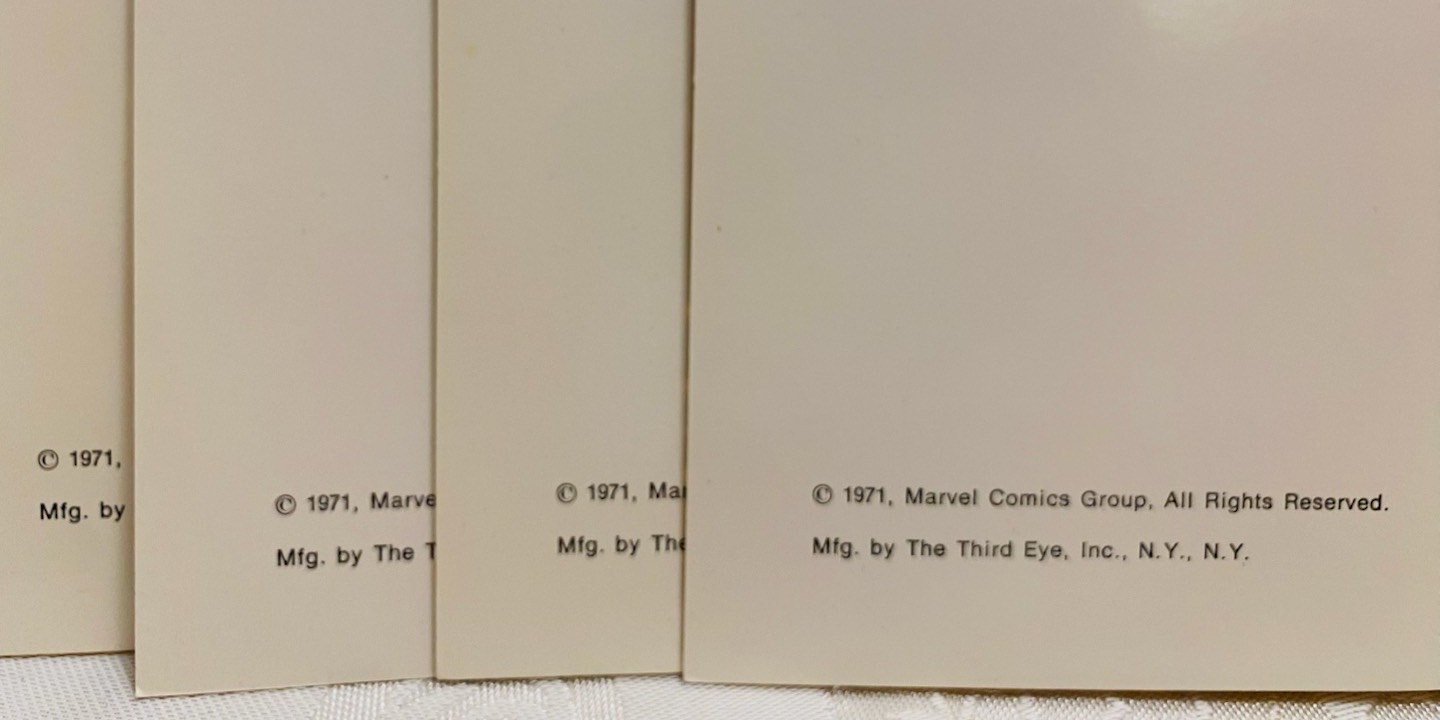 © 1971,
Mfg. by
© 1971, Marve
Mfg. by The T
© 1971, Mar
Mfg. by The
© 1971, Marvel Comics Group, All Rights Reserved.
Mfg. by The Third Eye, Inc., N.Y., N.Y.